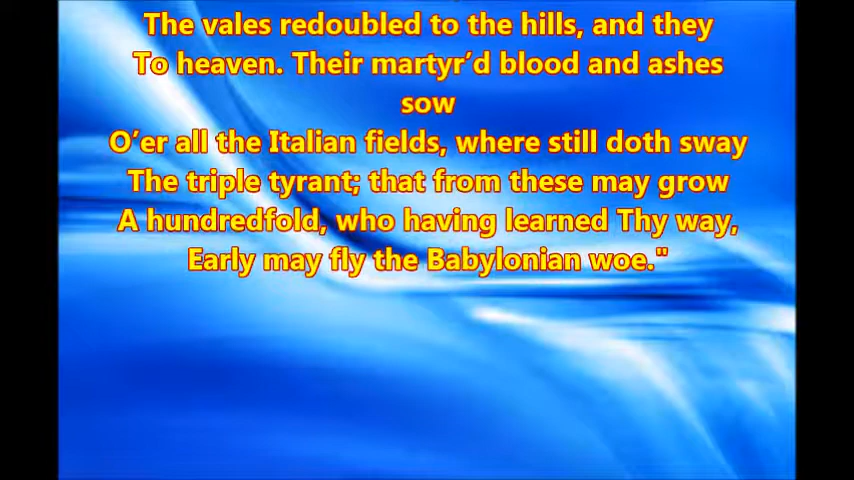 The vales redoubled to the hills, and they
To heaven. Their martyr’d blood and ashes
sow
O’er all the Italian fields, where still doth sway
The triple tyrant; that from these may grow
A hundredfold, who having learned Thy way,
Early may fly the Babylonian woe."